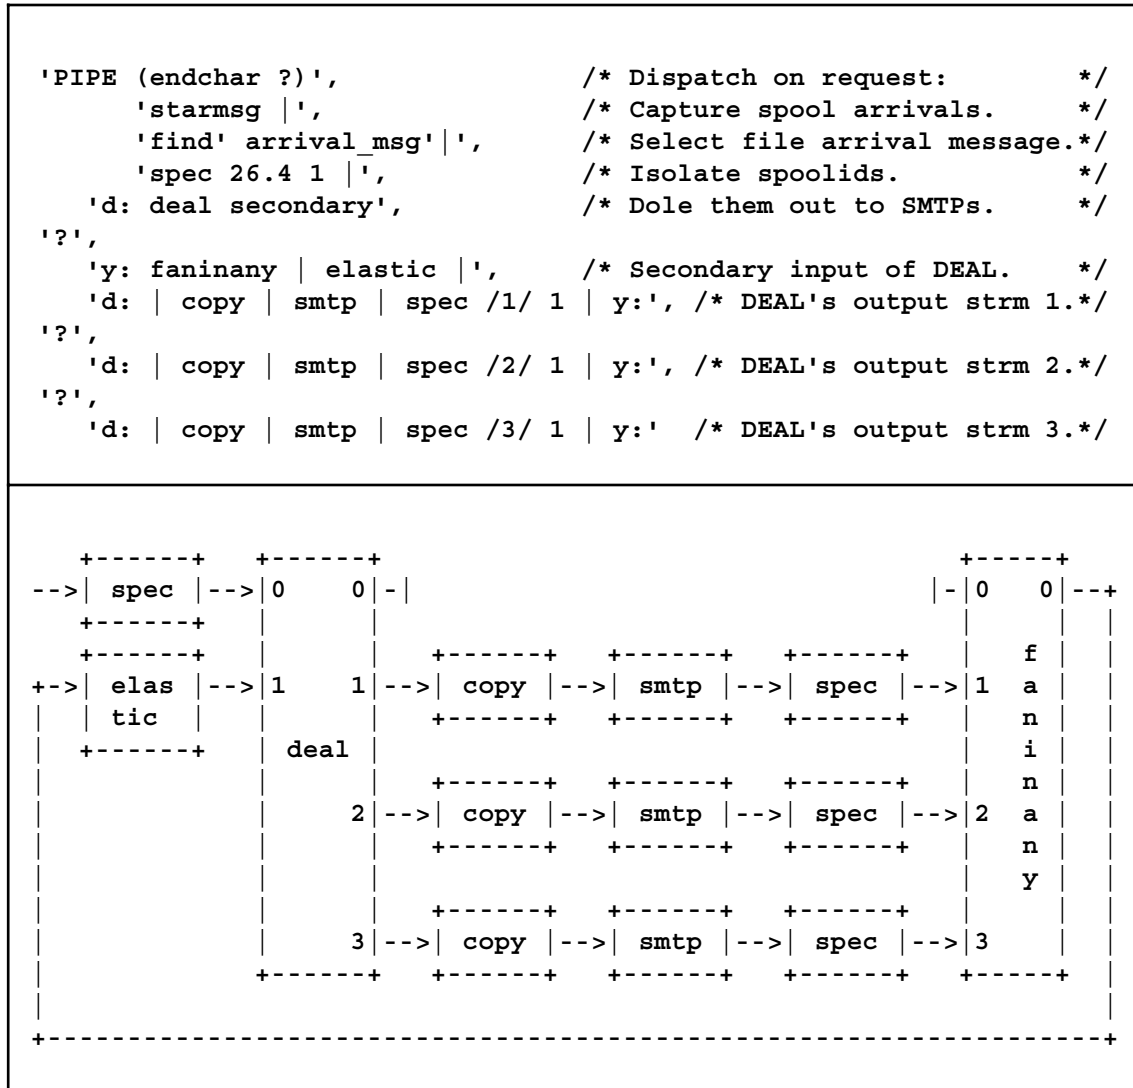 'PIPE (endchar ?)',               /* Dispatch on request:        */
      'starmsg |',                /* Capture spool arrivals.     */
      'find' arrival_msg'|',      /* Select file arrival message.*/
      'spec 26.4 1 |',            /* Isolate spoolids.           */
   'd: deal secondary',           /* Dole them out to SMTPs.     */
'?',
   'y: faninany | elastic |',     /* Secondary input of DEAL.    */
   'd: | copy | smtp | spec /1/ 1 | y:', /* DEAL's output strm 1.*/
'?',
   'd: | copy | smtp | spec /2/ 1 | y:', /* DEAL's output strm 2.*/
'?',
   'd: | copy | smtp | spec /3/ 1 | y:'  /* DEAL's output strm 3.*/
   +------+   +------+                                     +-----+
-->| spec |-->|0    0|-|                                 |-|0   0|--+
   +------+   |      |                                     |     |  |
   +------+   |      |   +------+   +------+   +------+    |   f |  |
+->| elas |-->|1    1|-->| copy |-->| smtp |-->| spec |-->|1   a |  |
|  | tic  |   |      |   +------+   +------+   +------+    |   n |  |
|  +------+   | deal |                                     |   i |  |
|             |      |   +------+   +------+   +------+    |   n |  |
|             |     2|-->| copy |-->| smtp |-->| spec |-->|2   a |  |
|             |      |   +------+   +------+   +------+    |   n |  |
|             |      |                                     |   y |  |
|             |      |   +------+   +------+   +------+    |     |  |
|             |     3|-->| copy |-->| smtp |-->| spec |-->|3     |  |
|             +------+   +------+   +------+   +------+    +-----+  |
|                                                                   |
+-------------------------------------------------------------------+